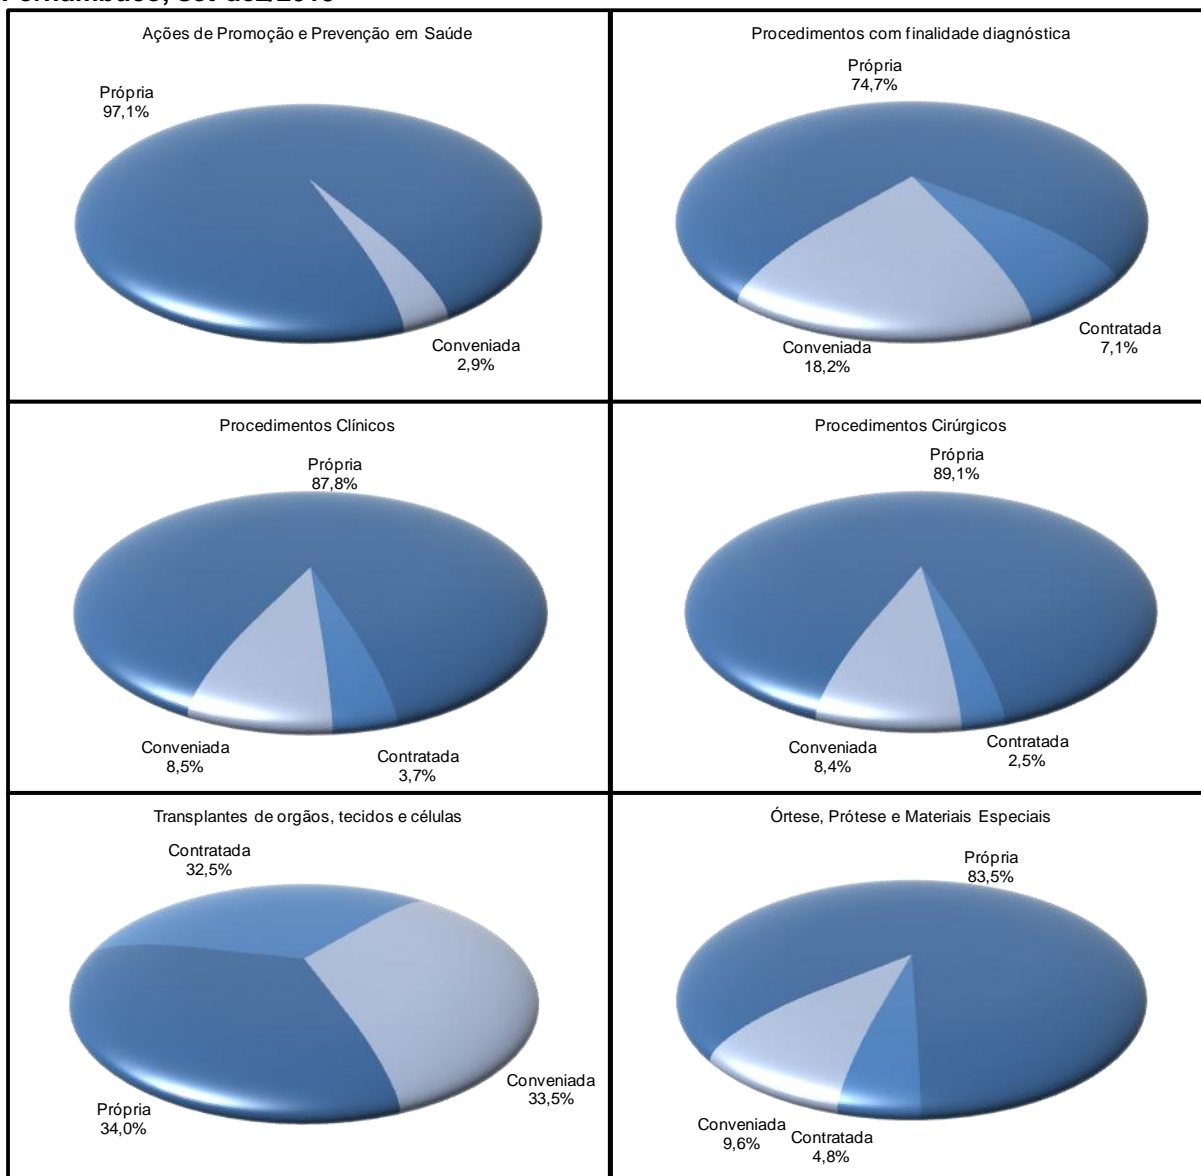 Ações de Promoção e Prevenção em Saúde
Própria
97,1%
Conveniada
2,9%
Procedimentos com finalidade diagnóstica
Própria
74,7%
Contratada
7,1%
Conveniada
18,2%
Procedimentos Clínicos
Própria
87,8%
Conveniada
8,5%
Contratada
3,7%
Procedimentos Cirúrgicos
Própria
89,1%
Conveniada
8,4%
Contratada
2,5%
Transplantes de orgãos, tecidos e células
Contratada
32,5%
Conveniada
33,5%
Própria
34,0%
Órtese, Prótese e Materiais Especiais
Própria
83,5%
Conveniada
9,6%
Contratada
4,8%